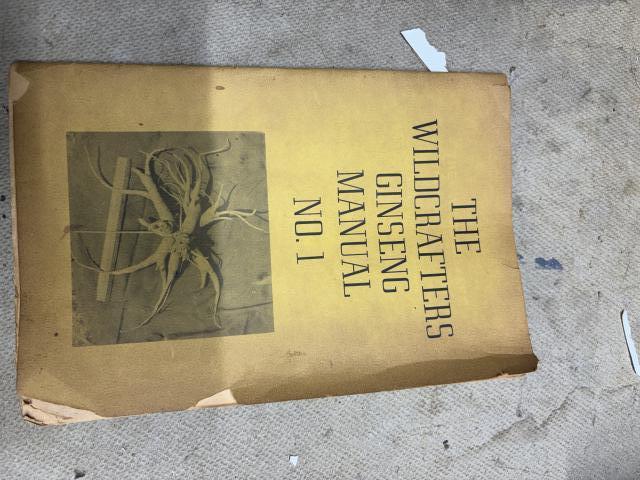 THE
WILDCRAFTERS
GINSENG
MANUAL
NO. 1